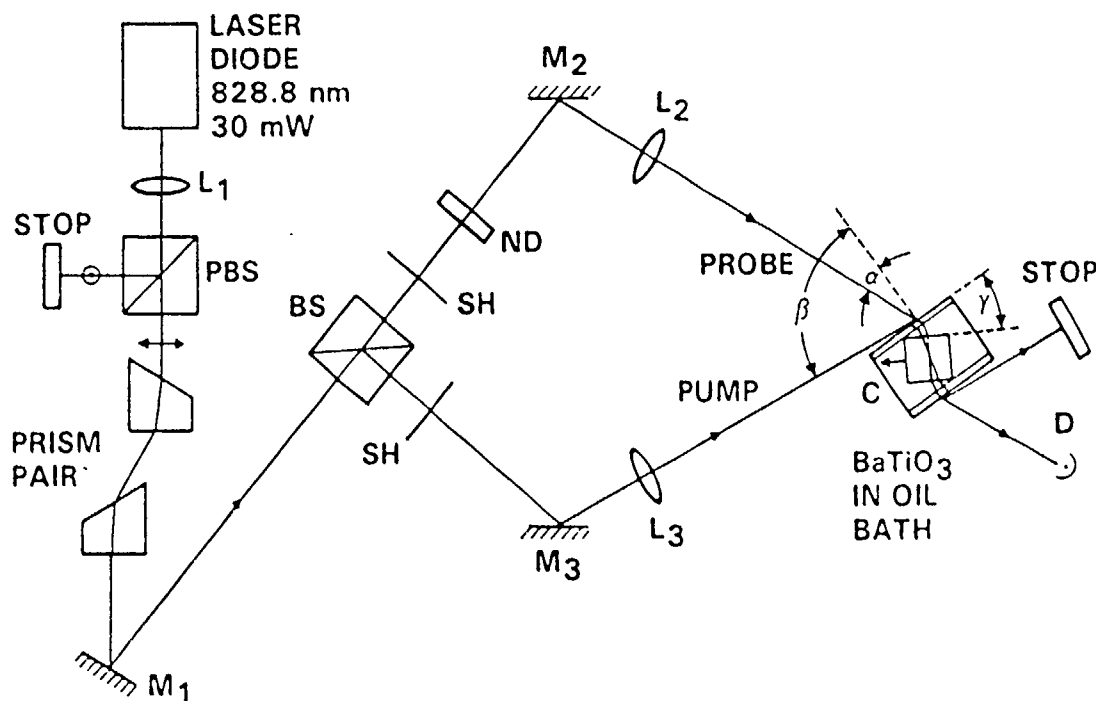 LASER
DIODE
828.8 nm
30 mW
L1
STOP
PBS
PRISM
PAIR
M1
BS
SH
SH
ND
M2
L2
PROBE
β
α
γ
STOP
PUMP
C
D
L3
M3
BaTiO3
IN OIL
BATH